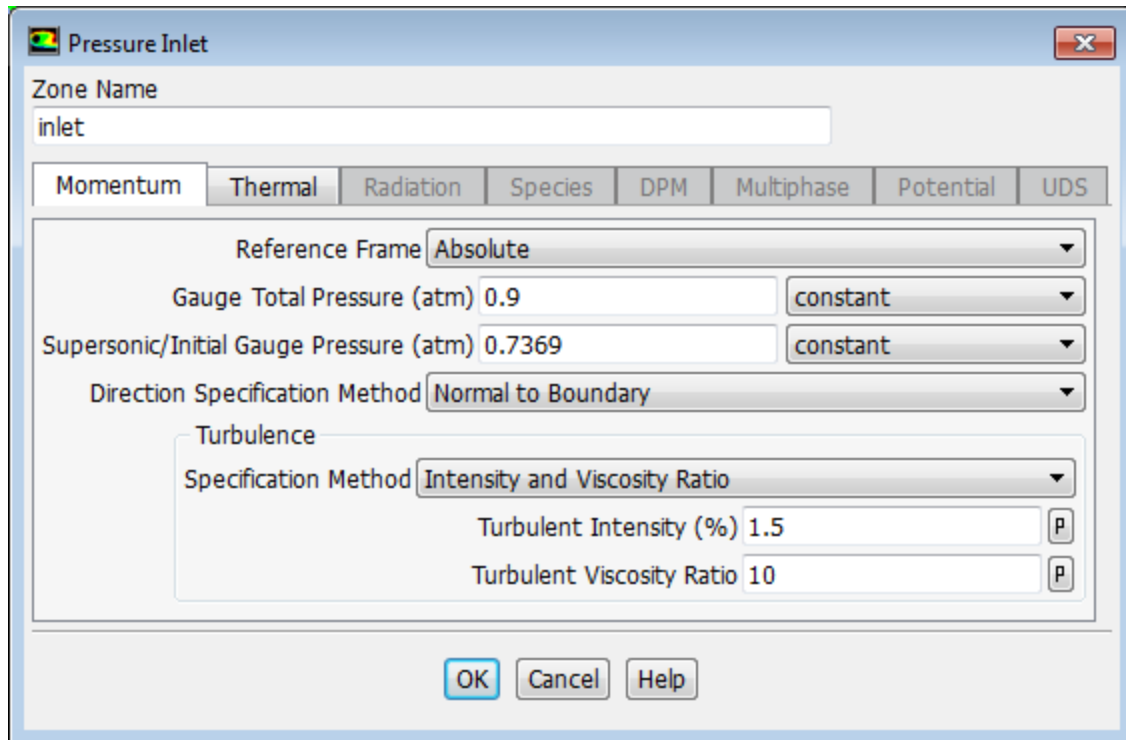 Pressure Inlet
Zone Name
inlet
Momentum Thermal Radiation Species DPM Multiphase Potential UDS
Reference Frame Absolute
Gauge Total Pressure (atm) 0.9 constant
Supersonic/Initial Gauge Pressure (atm) 0.7369 constant
Direction Specification Method Normal to Boundary
Turbulence
Specification Method Intensity and Viscosity Ratio
Turbulent Intensity (%) 1.5 P
Turbulent Viscosity Ratio 10 P
OK Cancel Help